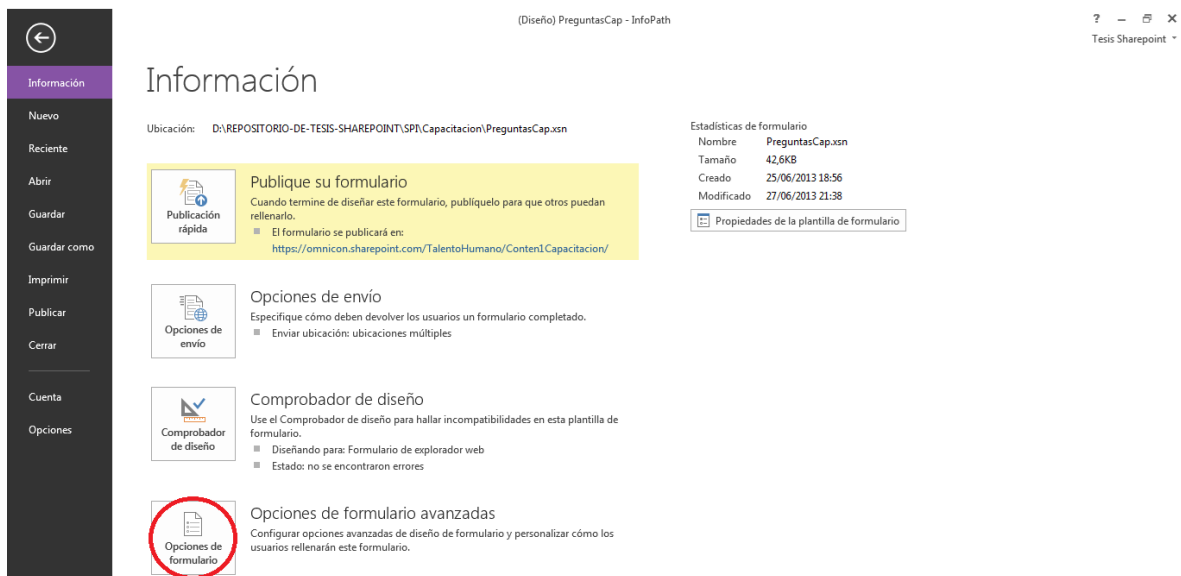 (Diseño) PreguntasCap - InfoPath
?
Tesis Sharepoint
Información
Nuevo
Reciente
Abrir
Guardar
Guardar como
Imprimir
Publicar
Cerrar
Cuenta
Opciones
Información
Ubicación: D:\REPOSITORIO-DE-TESIS-SHAREPOINT\SPI\Capacitacion\PreguntasCap.xsn
Publicación
rápida
Publique su formulario
Cuando termine de diseñar este formulario, publíquelo para que otros puedan
rellenarlo.
El formulario se publicará en:
https://omnicon.sharepoint.com/TalentoHumano/Conten1Capacitacion/
Opciones de
envío
Opciones de envío
Especifique cómo deben devolver los usuarios un formulario completado.
Enviar ubicación: ubicaciones múltiples
Comprobador
de diseño
Comprobador de diseño
Use el Comprobador de diseño para hallar incompatibilidades en esta plantilla de
formulario.
Diseñando para: Formulario de explorador web
Estado: no se encontraron errores
Opciones de
formulario
Opciones de formulario avanzadas
Configurar opciones avanzadas de diseño de formulario y personalizar cómo los
usuarios rellenarán este formulario.
Estadísticas de formulario
Nombre PreguntasCap.xsn
Tamaño 42,6KB
Creado 25/06/2013 18:56
Modificado 27/06/2013 21:38
Propiedades de la plantilla de formulario